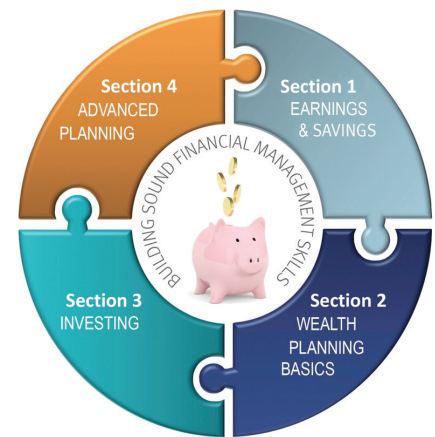 Section 4
ADVANCED
PLANNING
Section 1
EARNINGS
& SAVINGS
BUILDING SOUND FINANCIAL MANAGEMENT SKILLS
Section 3
INVESTING
Section 2
WEALTH
PLANNING
BASICS